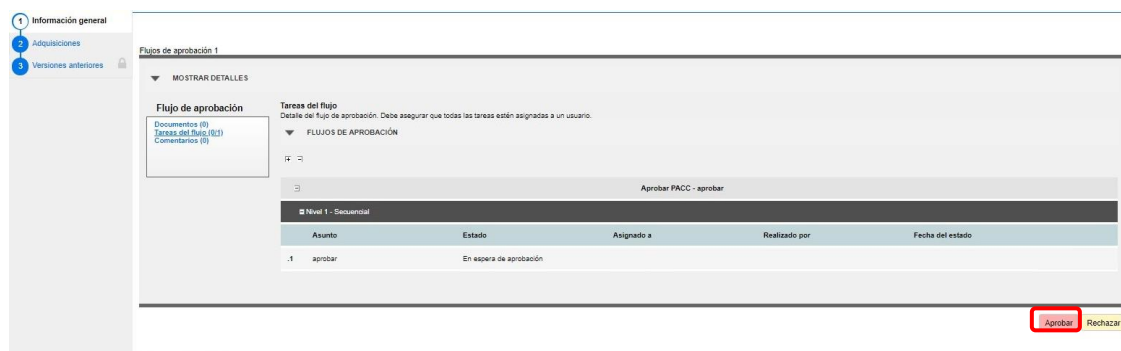 1 Información general
2 Adquisiciones
3 Versiones anteriores
Flujos de aprobación 1
MOSTRAR DETALLES
Flujo de aprobación
Documentos (0)
Tareas del flujo (0/1)
Comentarios (0)
Tareas del flujo
Detalle del flujo de aprobación. Debe asegurar que todas las tareas estén asignadas a un usuario.
FLUJOS DE APROBACIÓN
Aprobar PACC - aprobar
Nivel 1 - Secuencial
Asunto Estado Asignado a Realizado por Fecha del estado
.1 aprobar En espera de aprobación
Aprobar Rechazar